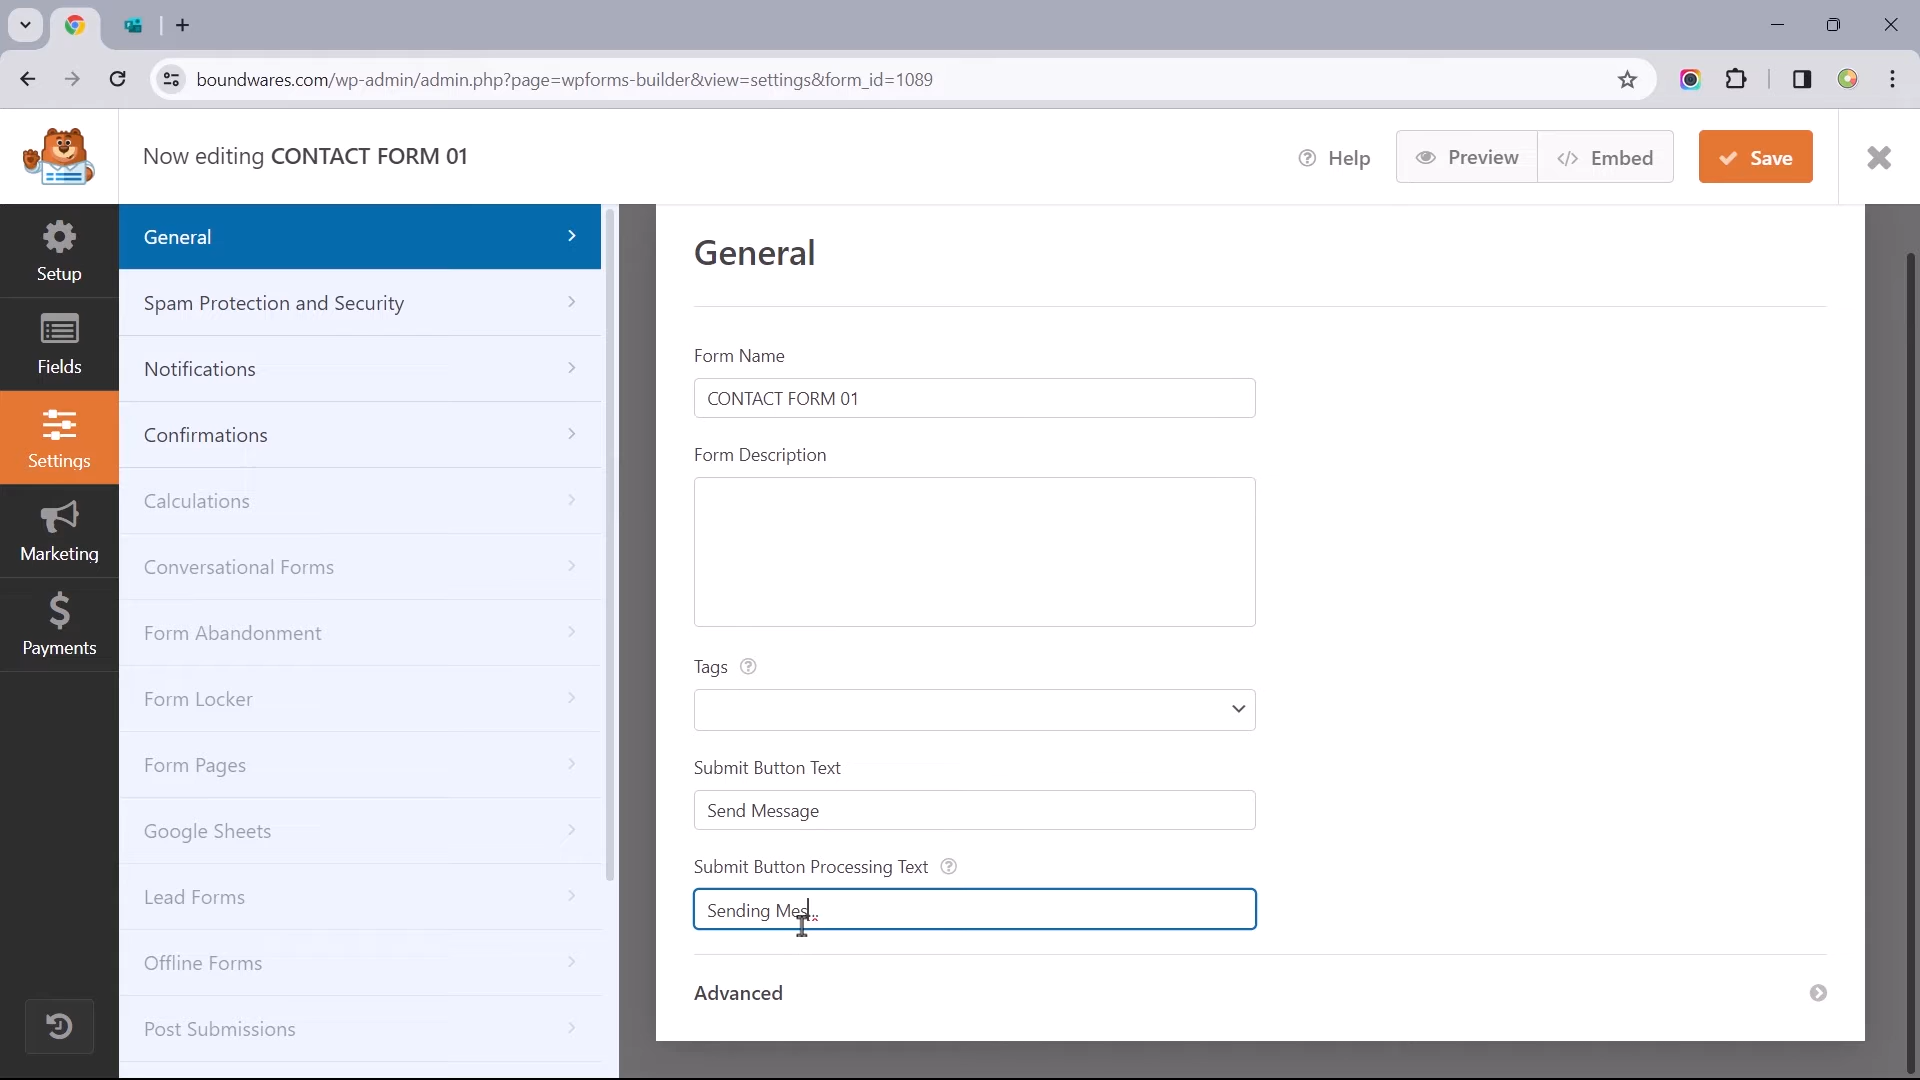 boundwares.com/wp-admin/admin.php?page=wpforms-builder&view=settings&form_id=1089
Now editing CONTACT FORM 01
Help
Preview
Embed
Save
Setup
Fields
Settings
Marketing
Payments
General
Spam Protection and Security
Notifications
Confirmations
Calculations
Conversational Forms
Form Abandonment
Form Locker
Form Pages
Google Sheets
Lead Forms
Offline Forms
Post Submissions
General
Form Name
CONTACT FORM 01
Form Description
Tags
Submit Button Text
Send Message
Submit Button Processing Text
Sending Mes...
Advanced